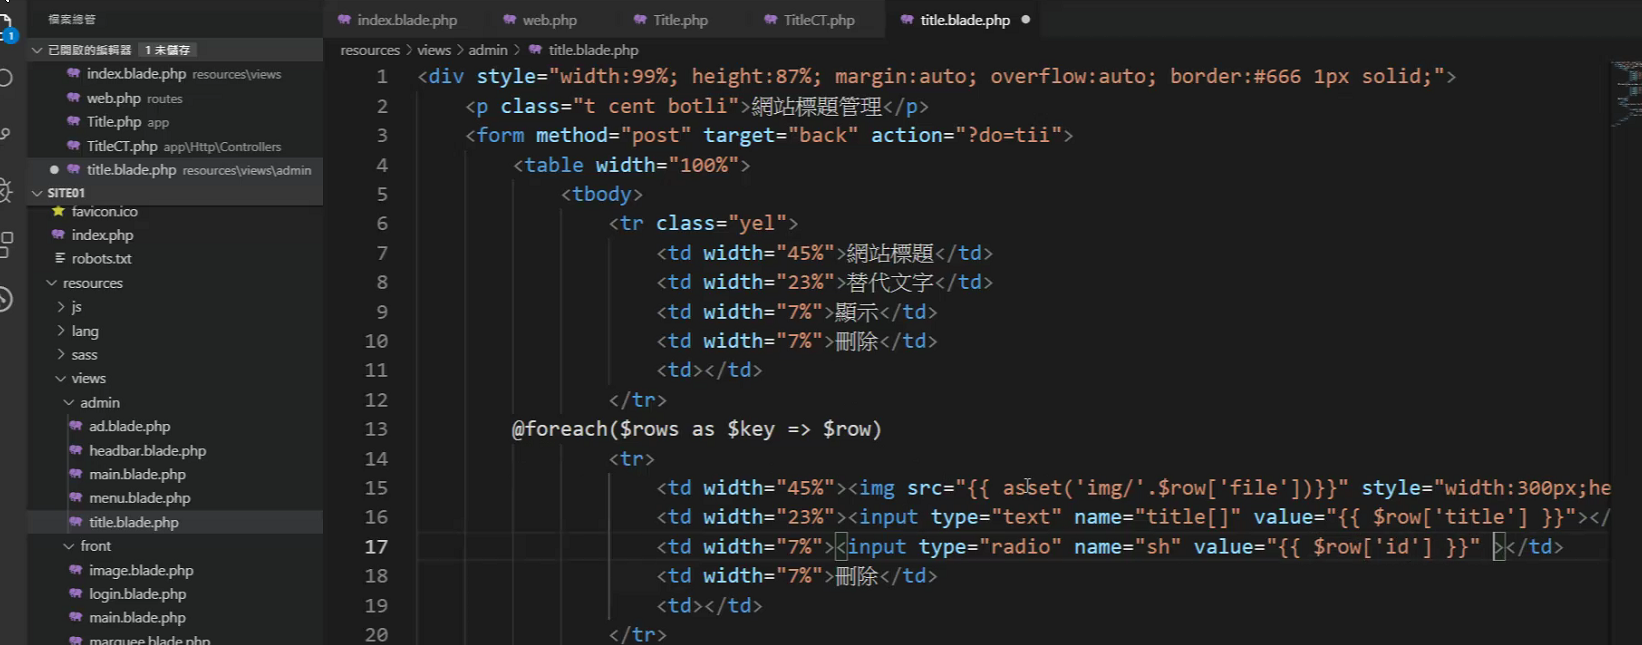 檔案總管
index.blade.php
web.php
Title.php
TitleCT.php
title.blade.php
1
已開啟的編輯器 1 未儲存
index.blade.php resources\views
web.php routes
Title.php app
TitleCT.php app\Http\Controllers
title.blade.php resources\views\admin
SITE01
favicon.ico
index.php
robots.txt
resources
js
lang
sass
views
admin
ad.blade.php
headbar.blade.php
main.blade.php
menu.blade.php
title.blade.php
front
image.blade.php
login.blade.php
main.blade.php
marquee.blade.php
resources > views > admin > title.blade.php
1 <div style="width:99%; height:87%; margin:auto; overflow:auto; border:#666 1px solid;">
2 <p class="t cent botli">網站標題管理</p>
3 <form method="post" target="back" action="?do=tii">
4 <table width="100%">
5 <tbody>
6 <tr class="yel">
7 <td width="45%">網站標題</td>
8 <td width="23%">替代文字</td>
9 <td width="7%">顯示</td>
10 <td width="7%">刪除</td>
11 <td></td>
12 </tr>
13 @foreach($rows as $key => $row)
14 <tr>
15 <td width="45%"><img src="{{ asset('img/'.$row['file'])}}" style="width:300px;he
16 <td width="23%"><input type="text" name="title[]" value="{{ $row['title'] }}"></
17 <td width="7%"><input type="radio" name="sh" value="{{ $row['id'] }}" ></td>
18 <td width="7%">刪除</td>
19 <td></td>
20 </tr>